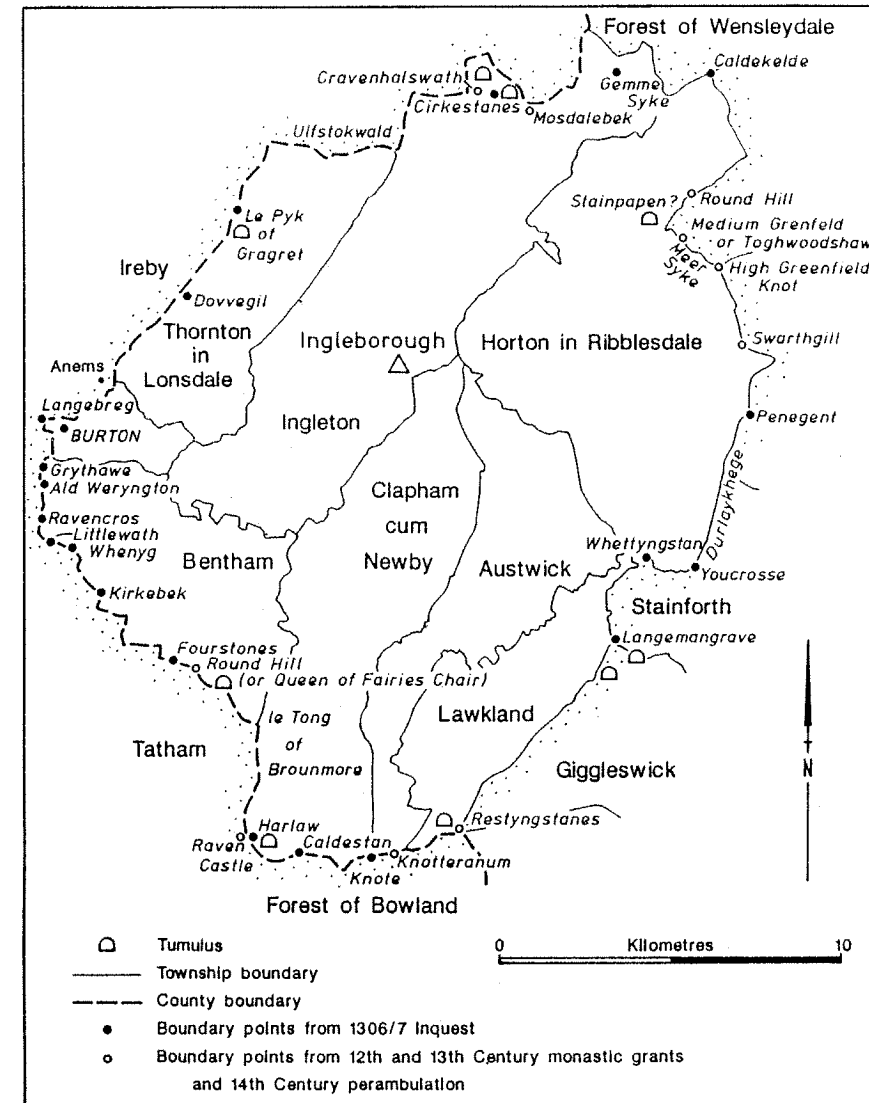 Forest of Wensleydale
Caldekelde
Gravenhalswath
Gemme
Syke
Cirkestanes
Mosdalebek
Ulfstokwald
Stainpapen?
Round Hill
Le Pyk
of
Gragret
Medium Grenfeld
or Toghwoodshaw
Meer
Syke
High Greenfield
Knot
Ireby
Dovvegil
Thornton
in
Lonsdale
Ingleborough
Horton in Ribblesdale
Swarthgill
Anems
Langebreg
BURTON
Ingleton
Penegent
Grythawe
Ald Weryngton
Clapham
cum
Newby
Durlaykhege
Ravencros
Littlewath
Whenyg
Bentham
Austwick
Whettyngstan
Youcrosse
Kirkebek
Stainforth
Langemangrave
Fourstones
Round Hill
(or Queen of Fairies Chair)
le Tong
of
Brounmore
Lawkland
Tatham
Giggleswick
N
Harlaw
Raven
Castle
Caldestan
Restyngstanes
Knote
Knotteranum
Forest of Bowland
Tumulus
0 Kilometres 10
Township boundary
County boundary
Boundary points from 1306/7 Inquest
Boundary points from 12th and 13th Century monastic grants
and 14th Century perambulation